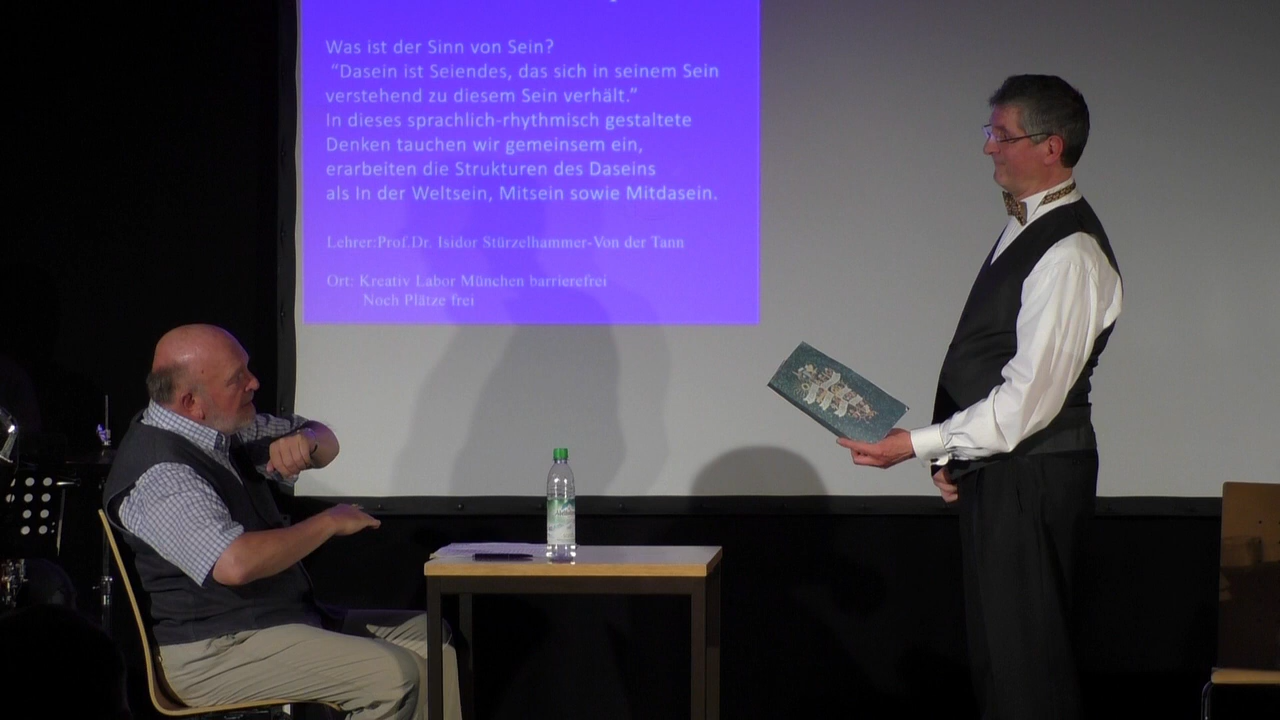 Was ist der Sinn von Sein?
“Dasein ist Seiendes, das sich in seinem Sein
verstehend zu diesem Sein verhält.”
In dieses sprachlich-rhythmisch gestaltete
Denken tauchen wir gemeinsem ein,
erarbeiten die Strukturen des Daseins
als In der Weltsein, Mitsein sowie Mitdasein.
Lehrer:Prof.Dr. Isidor Stürzelhammer-Von der Tann
Ort: Kreativ Labor München barrierefrei
Noch Plätze frei